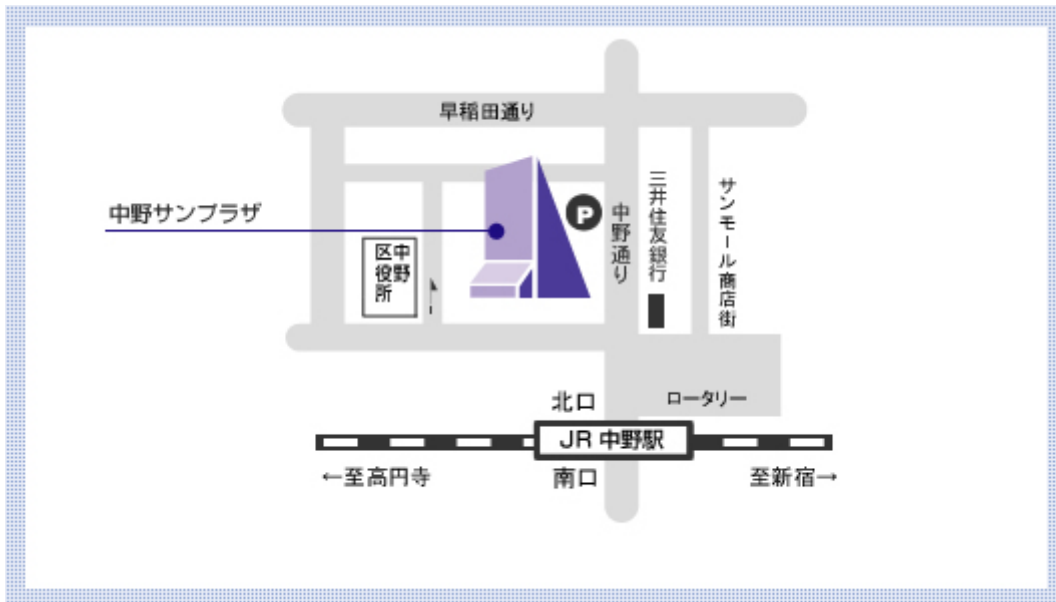 早稲田通り
中野サンプラザ
中野
区役所
P
中野通り
三井住友銀行
サンモール商店街
北口
ロータリー
JR 中野駅
←至高円寺
南口
至新宿→